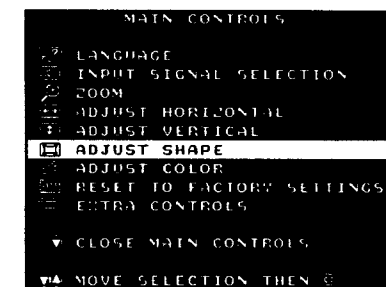 MAIN CONTROLS
LANGUAGE
INPUT SIGNAL SELECTION
ZOOM
ADJUST HORIZONTAL
ADJUST VERTICAL
ADJUST SHAPE
ADJUST COLOR
RESET TO FACTORY SETTINGS
EXTRA CONTROLS
CLOSE MAIN CONTROLS
MOVE SELECTION THEN